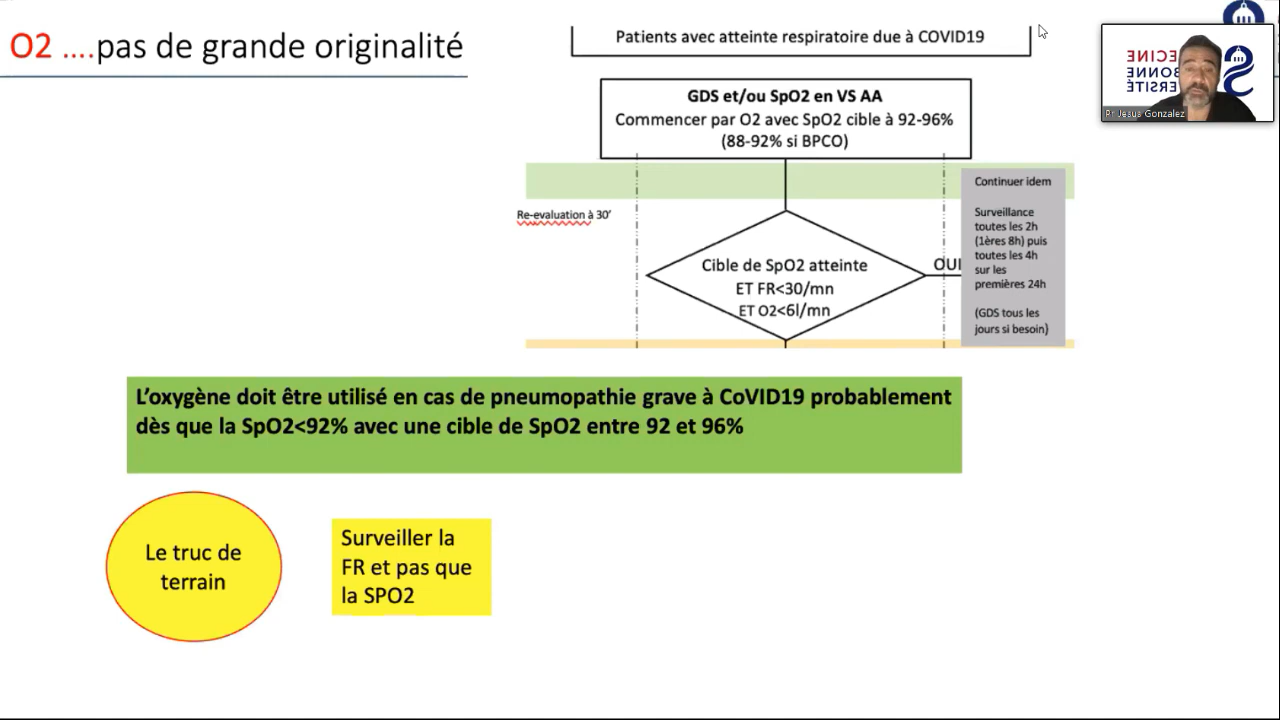 O2 ....pas de grande originalité
Patients avec atteinte respiratoire due à COVID19
GDS et/ou SpO2 en VS AA
Commencer par O2 avec SpO2 cible à 92-96%
(88-92% si BPCO)
Re-evaluation à 30’
Cible de SpO2 atteinte
ET FR<30/mn
ET O2<6l/mn
OUI
Continuer idem
Surveillance
toutes les 2h
(1ères 8h) puis
toutes les 4h
sur les
premières 24h
(GDS tous les
jours si besoin)
L’oxygène doit être utilisé en cas de pneumopathie grave à CoVID19 probablement
dès que la SpO2<92% avec une cible de SpO2 entre 92 et 96%
Le truc de
terrain
Surveiller la
FR et pas que
la SPO2
Pr Jesus Gonzalez